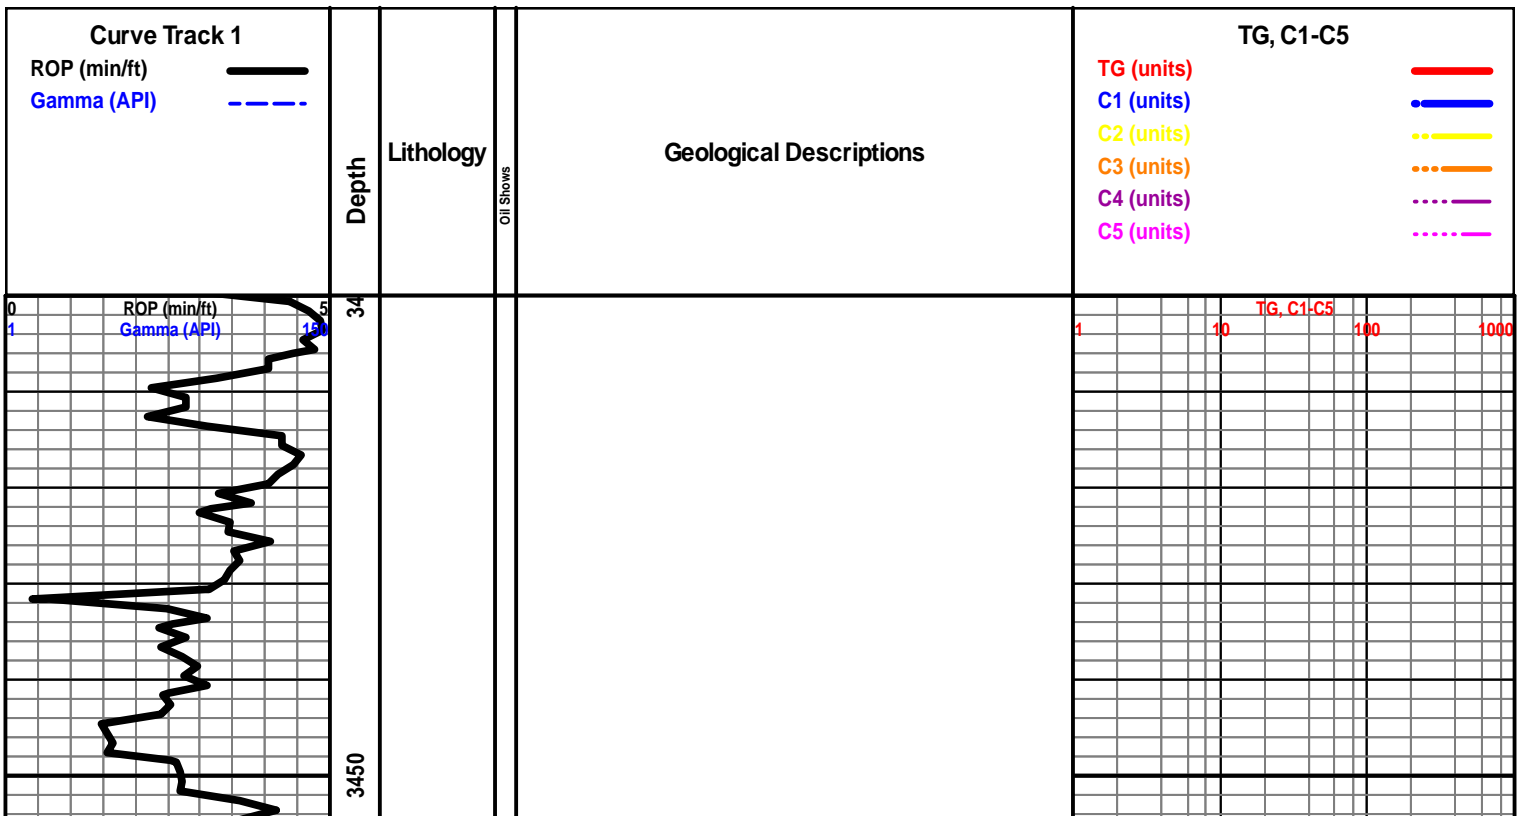 Curve Track 1
ROP (min/ft)
Gamma (API)
Depth
Lithology
Oil Shows
Geological Descriptions
TG, C1-C5
TG (units)
C1 (units)
C2 (units)
C3 (units)
C4 (units)
C5 (units)
0 ROP (min/ft) 5
1 Gamma (API) 150
34
TG, C1-C5
1 10 100 1000
3450